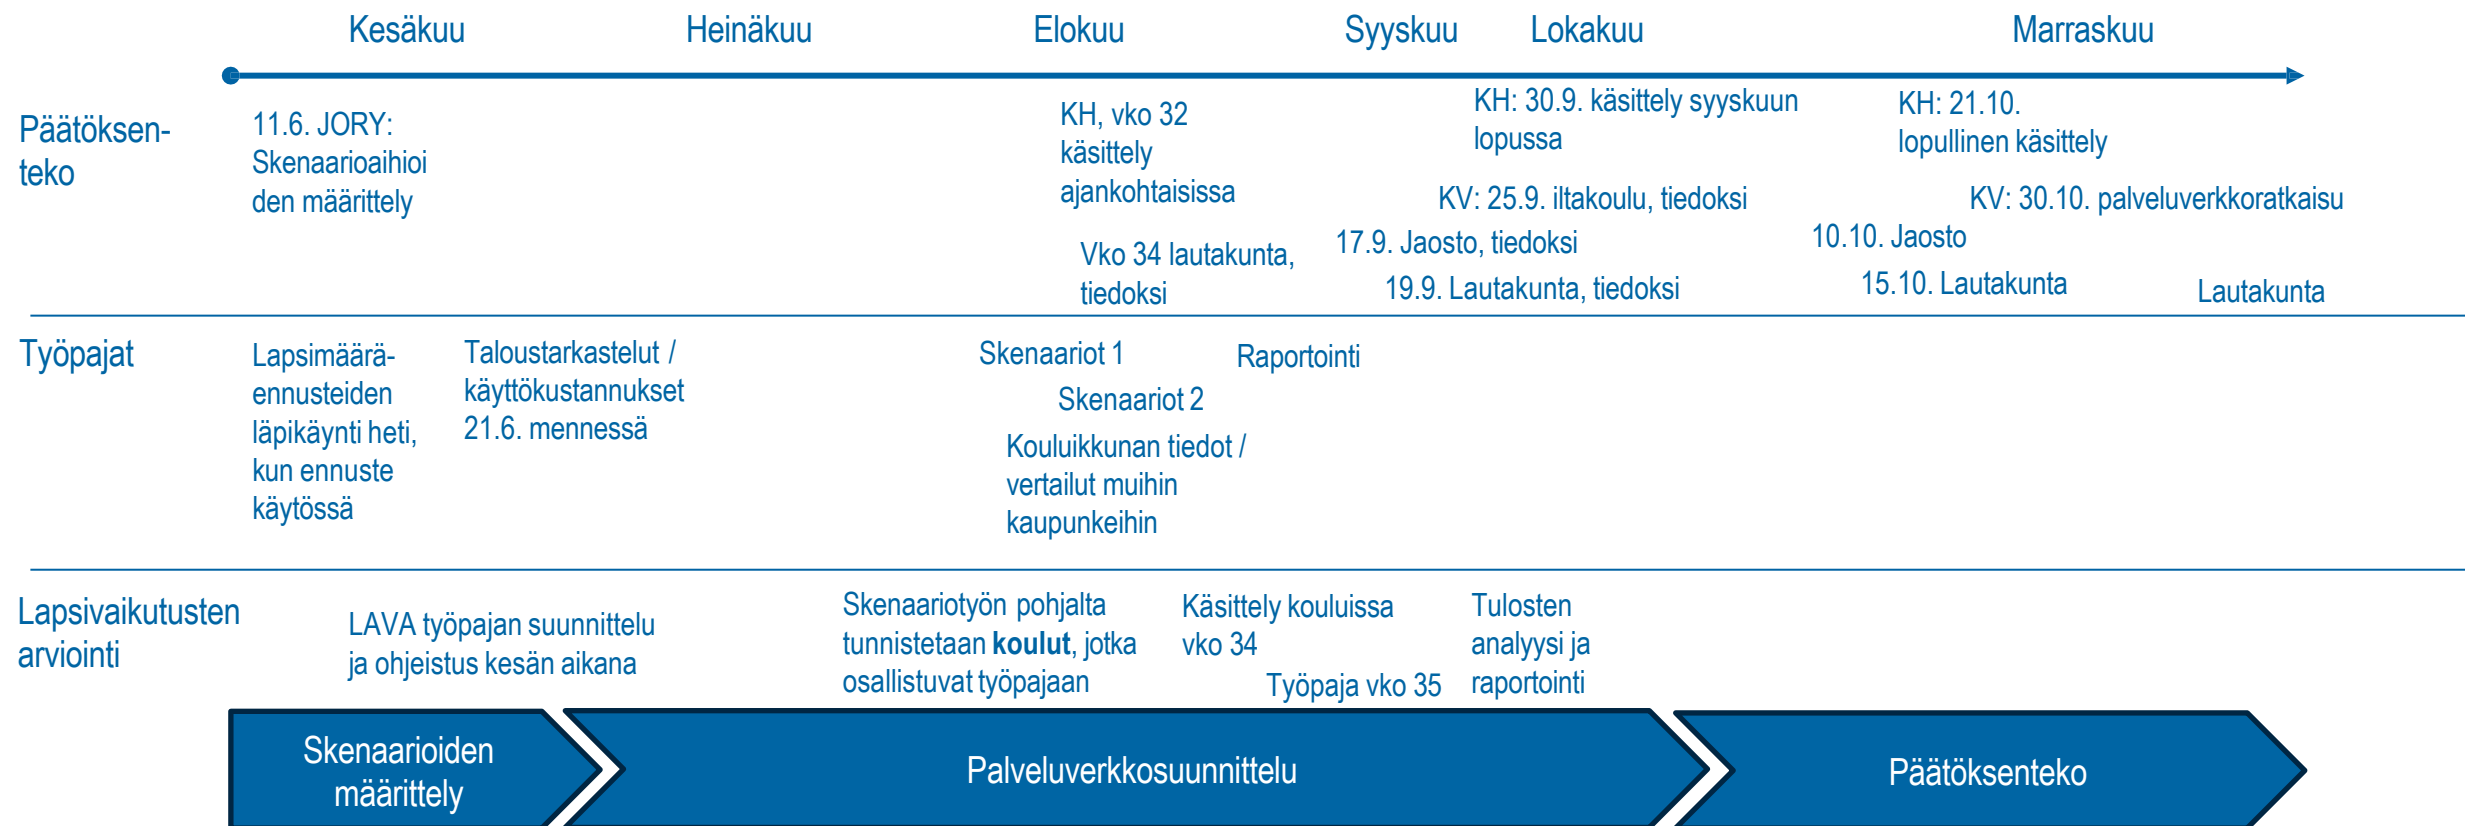 Kesäkuu
Heinäkuu
Elokuu
Syyskuu
Lokakuu
Marraskuu
Päätöksen-
teko
11.6. JORY:
Skenaarioaihioi
den määrittely
KH, vko 32
käsittely
ajankohtaisissa
Vko 34 lautakunta,
tiedoksi
KH: 30.9. käsittely syyskuun
lopussa
KV: 25.9. iltakoulu, tiedoksi
17.9. Jaosto, tiedoksi
19.9. Lautakunta, tiedoksi
KH: 21.10.
lopullinen käsittely
KV: 30.10. palveluverkkoratkaisu
10.10. Jaosto
15.10. Lautakunta
Lautakunta
Työpajat
Lapsimäärä-
ennusteiden
läpikäynti heti,
kun ennuste
käytössä
Taloustarkastelut /
käyttökustannukset
21.6. mennessä
Skenaariot 1
Skenaariot 2
Kouluikkunan tiedot /
vertailut muihin
kaupunkeihin
Raportointi
Lapsivaikutusten
arviointi
LAVA työpajan suunnittelu
ja ohjeistus kesän aikana
Skenaariotyön pohjalta
tunnistetaan koulut, jotka
osallistuvat työpajaan
Käsittely kouluissa
vko 34
Työpaja vko 35
Tulosten
analyysi ja
raportointi
Skenaarioiden
määrittely
Palveluverkkosuunnittelu
Päätöksenteko